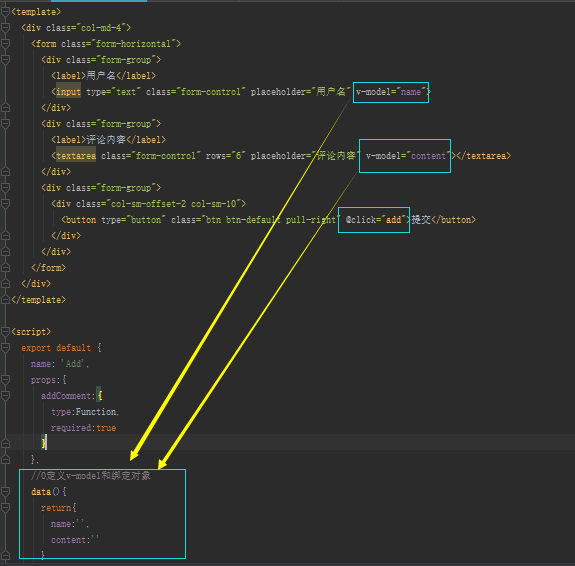 <template>
<div class="col-md-4">
<form class="form-horizontal">
<div class="form-group">
<label>用户名</label>
<input type="text" class="form-control" placeholder="用户名" v-model="name">
</div>
<div class="form-group">
<label>评论内容</label>
<textarea class="form-control" rows="6" placeholder="评论内容" v-model="content"></textarea>
</div>
<div class="form-group">
<div class="col-sm-offset-2 col-sm-10">
<button type="button" class="btn btn-default pull-right" @click="add">提交</button>
</div>
</div>
</form>
</div>
</template>
<script>
export default {
name: 'Add',
props:{
addComment:{
type:Function,
required:true
}
},
//0定义v-model和绑定对象
data(){
return{
name:'',
content:''
}